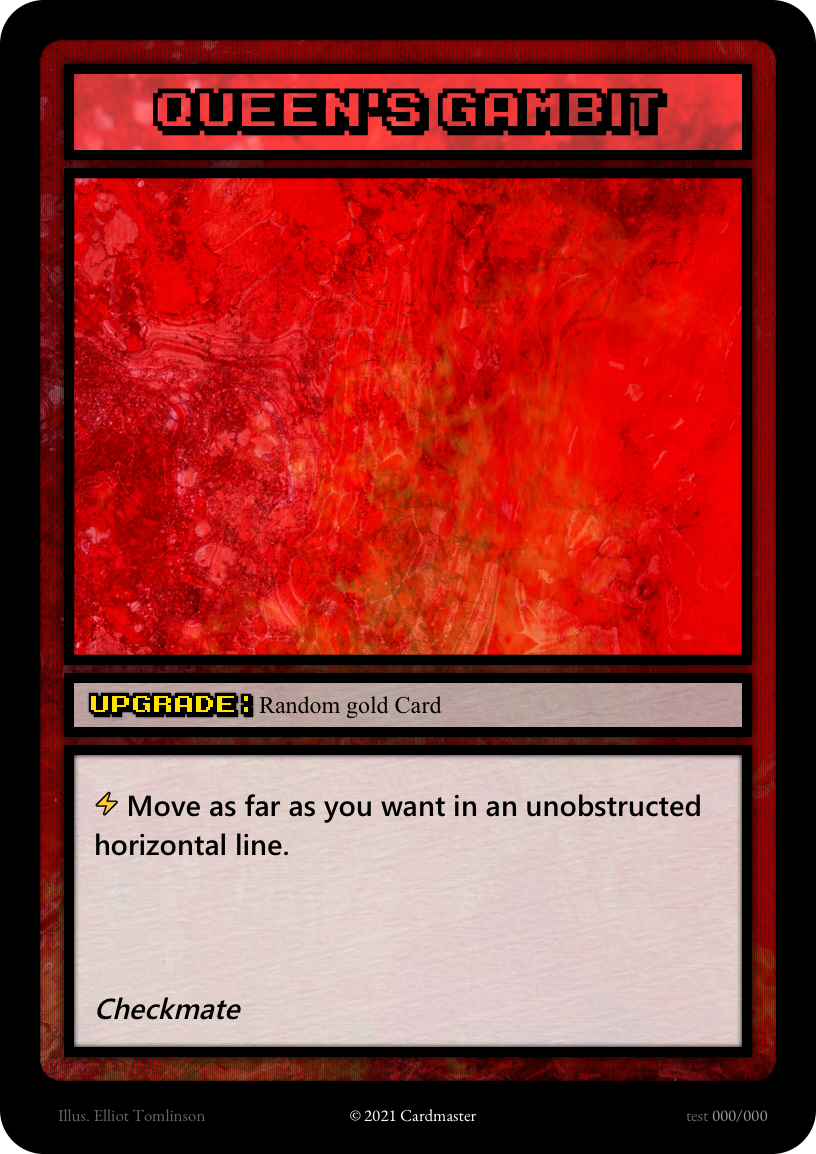 QUEEN'S GAMBIT
UPGRADE: Random gold Card
⚡ Move as far as you want in an unobstructed
horizontal line.
Checkmate
Illus. Elliot Tomlinson © 2021 Cardmaster test 000/000